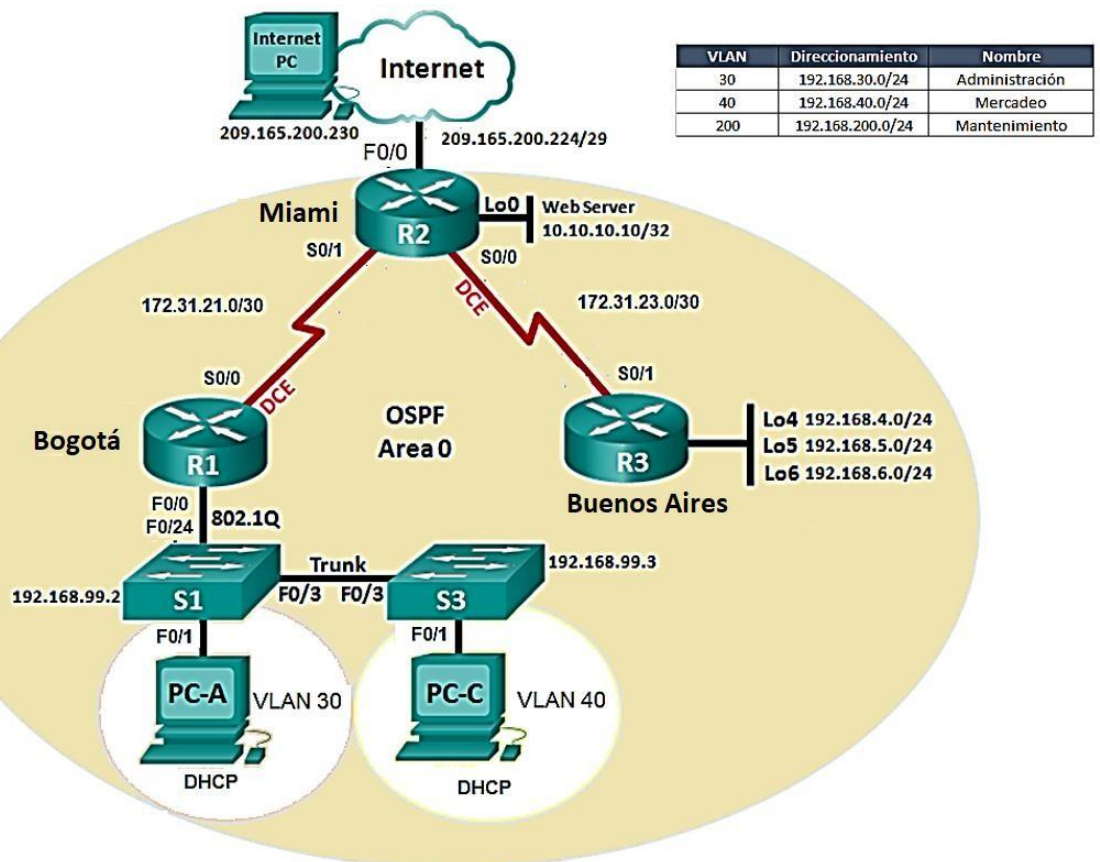 Internet
PC
Internet
209.165.200.230
209.165.200.224/29
F0/0
VLAN Direccionamiento Nombre
30 192.168.30.0/24 Administración
40 192.168.40.0/24 Mercadeo
200 192.168.200.0/24 Mantenimiento
Miami
R2
Lo0
Web Server
10.10.10.10/32
S0/1
S0/0
DCE
172.31.21.0/30
172.31.23.0/30
S0/0
DCE
S0/1
OSPF
Area 0
Bogotá
R1
R3
Buenos Aires
Lo4 192.168.4.0/24
Lo5 192.168.5.0/24
Lo6 192.168.6.0/24
F0/0
F0/24
802.1Q
192.168.99.2
S1
Trunk
F0/3 F0/3
S3
192.168.99.3
F0/1
F0/1
PC-A
VLAN 30
DHCP
PC-C
VLAN 40
DHCP